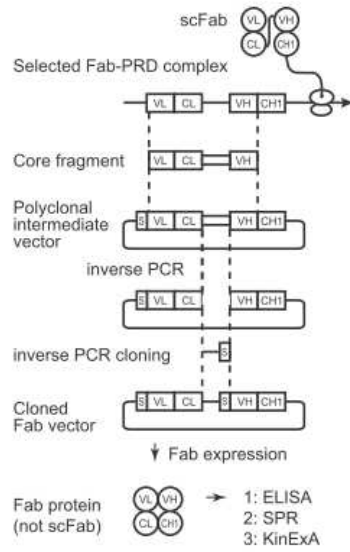 scFab
VL VH
CL CH1
Selected Fab-PRD complex
VL CL VH CH1
Core fragment
VL CL VH
Polyclonal
intermediate
vector
S VL CL VH CH1
inverse PCR
S VL CL VH CH1
inverse PCR cloning
S
S VL CL S VH CH1
Cloned
Fab vector
Fab expression
Fab protein
(not scFab)
VL VH
CL CH1
1: ELISA
2: SPR
3: KinExA